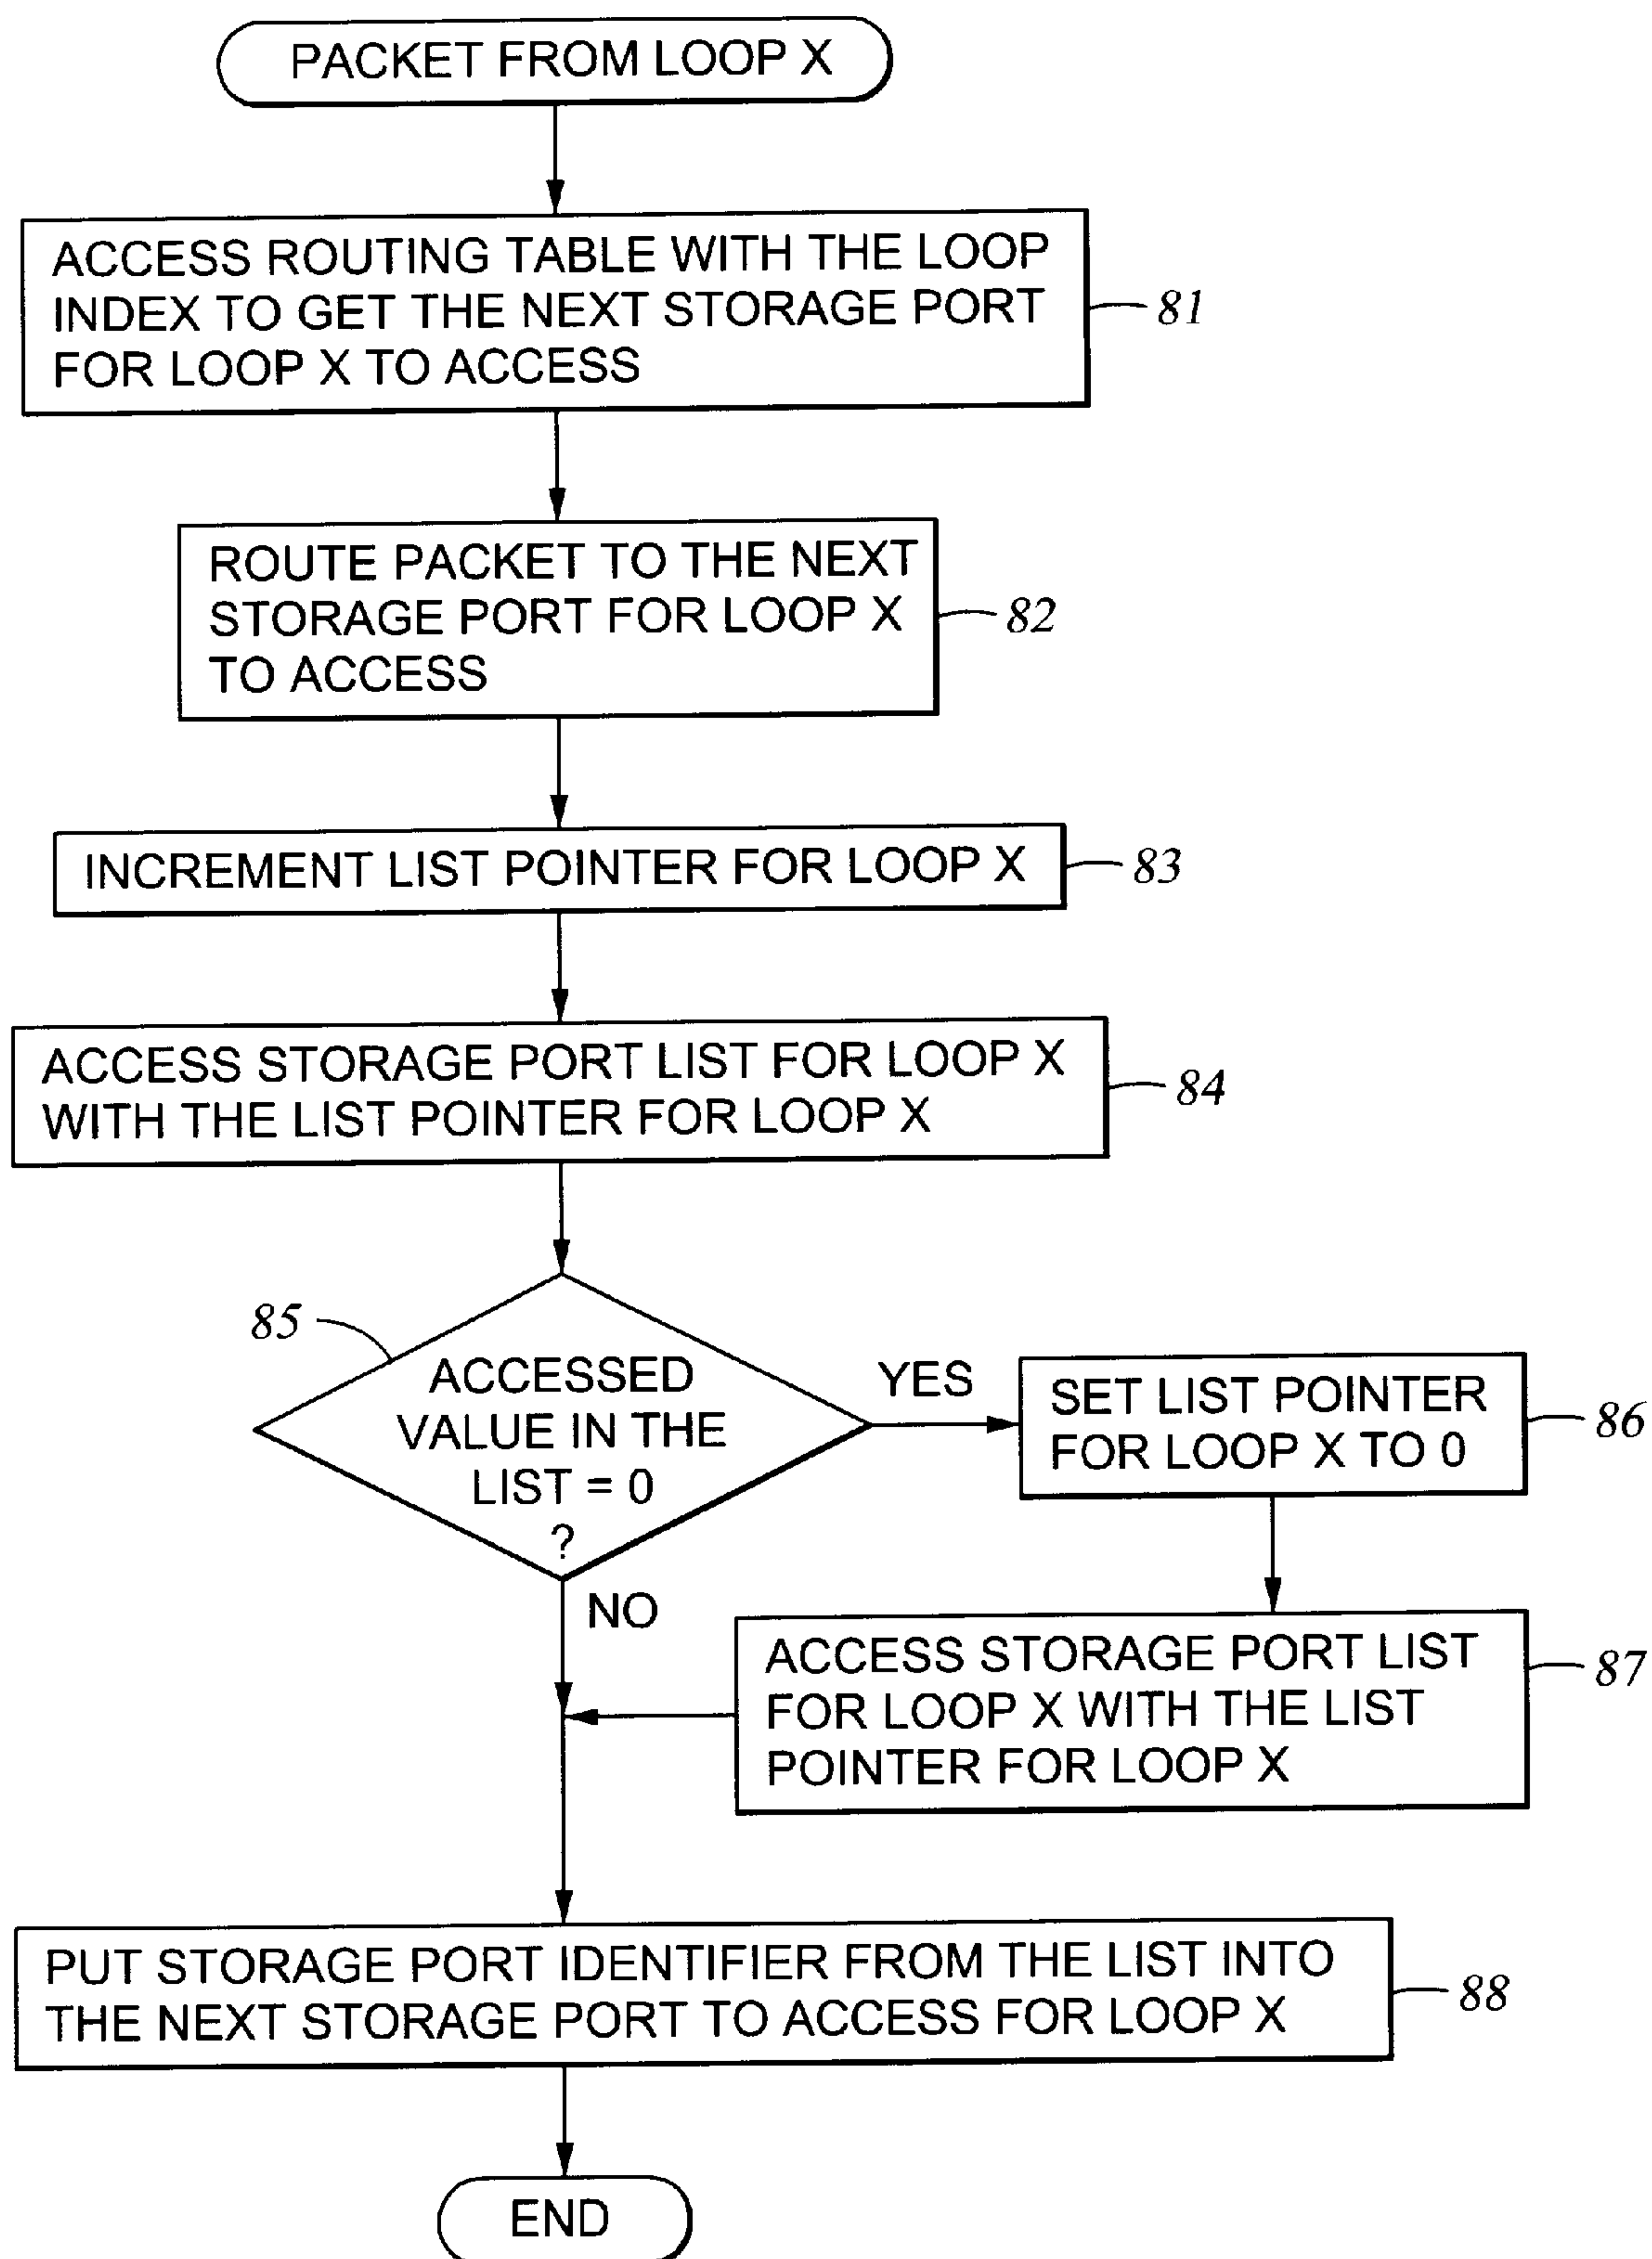 PACKET FROM LOOP X
ACCESS ROUTING TABLE WITH THE LOOP
INDEX TO GET THE NEXT STORAGE PORT
FOR LOOP X TO ACCESS
81
ROUTE PACKET TO THE NEXT
STORAGE PORT FOR LOOP X
TO ACCESS
82
INCREMENT LIST POINTER FOR LOOP X
83
ACCESS STORAGE PORT LIST FOR LOOP X
WITH THE LIST POINTER FOR LOOP X
84
85
ACCESSED
VALUE IN THE
LIST = 0
?
YES
SET LIST POINTER
FOR LOOP X TO 0
86
NO
ACCESS STORAGE PORT LIST
FOR LOOP X WITH THE LIST
POINTER FOR LOOP X
87
PUT STORAGE PORT IDENTIFIER FROM THE LIST INTO
THE NEXT STORAGE PORT TO ACCESS FOR LOOP X
88
END